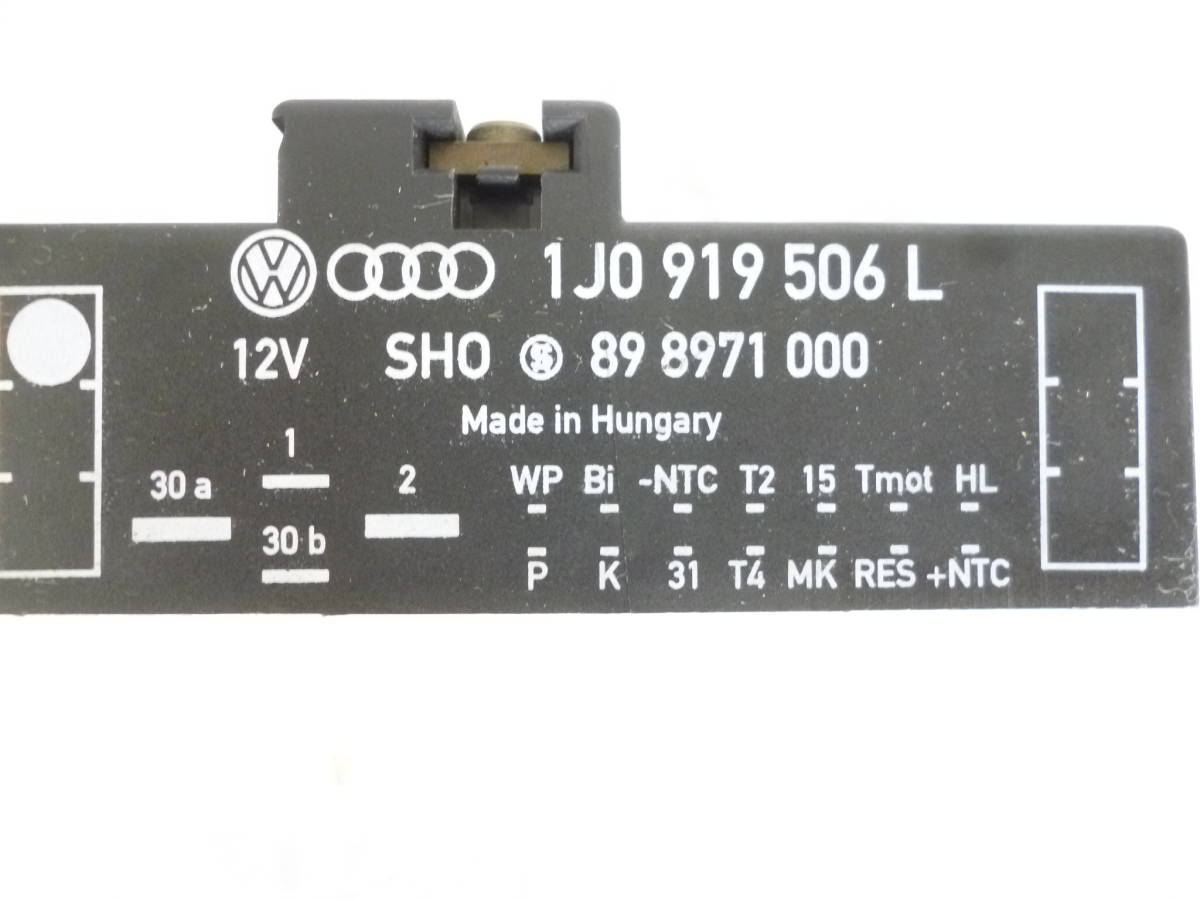 1J0 919 506 L
12V SHO 89 8971 000
Made in Hungary
1
30 a 2 WP Bi -NTC T2 15 Tmot HL
30 b
P K 31 T4 MK RES +NTC